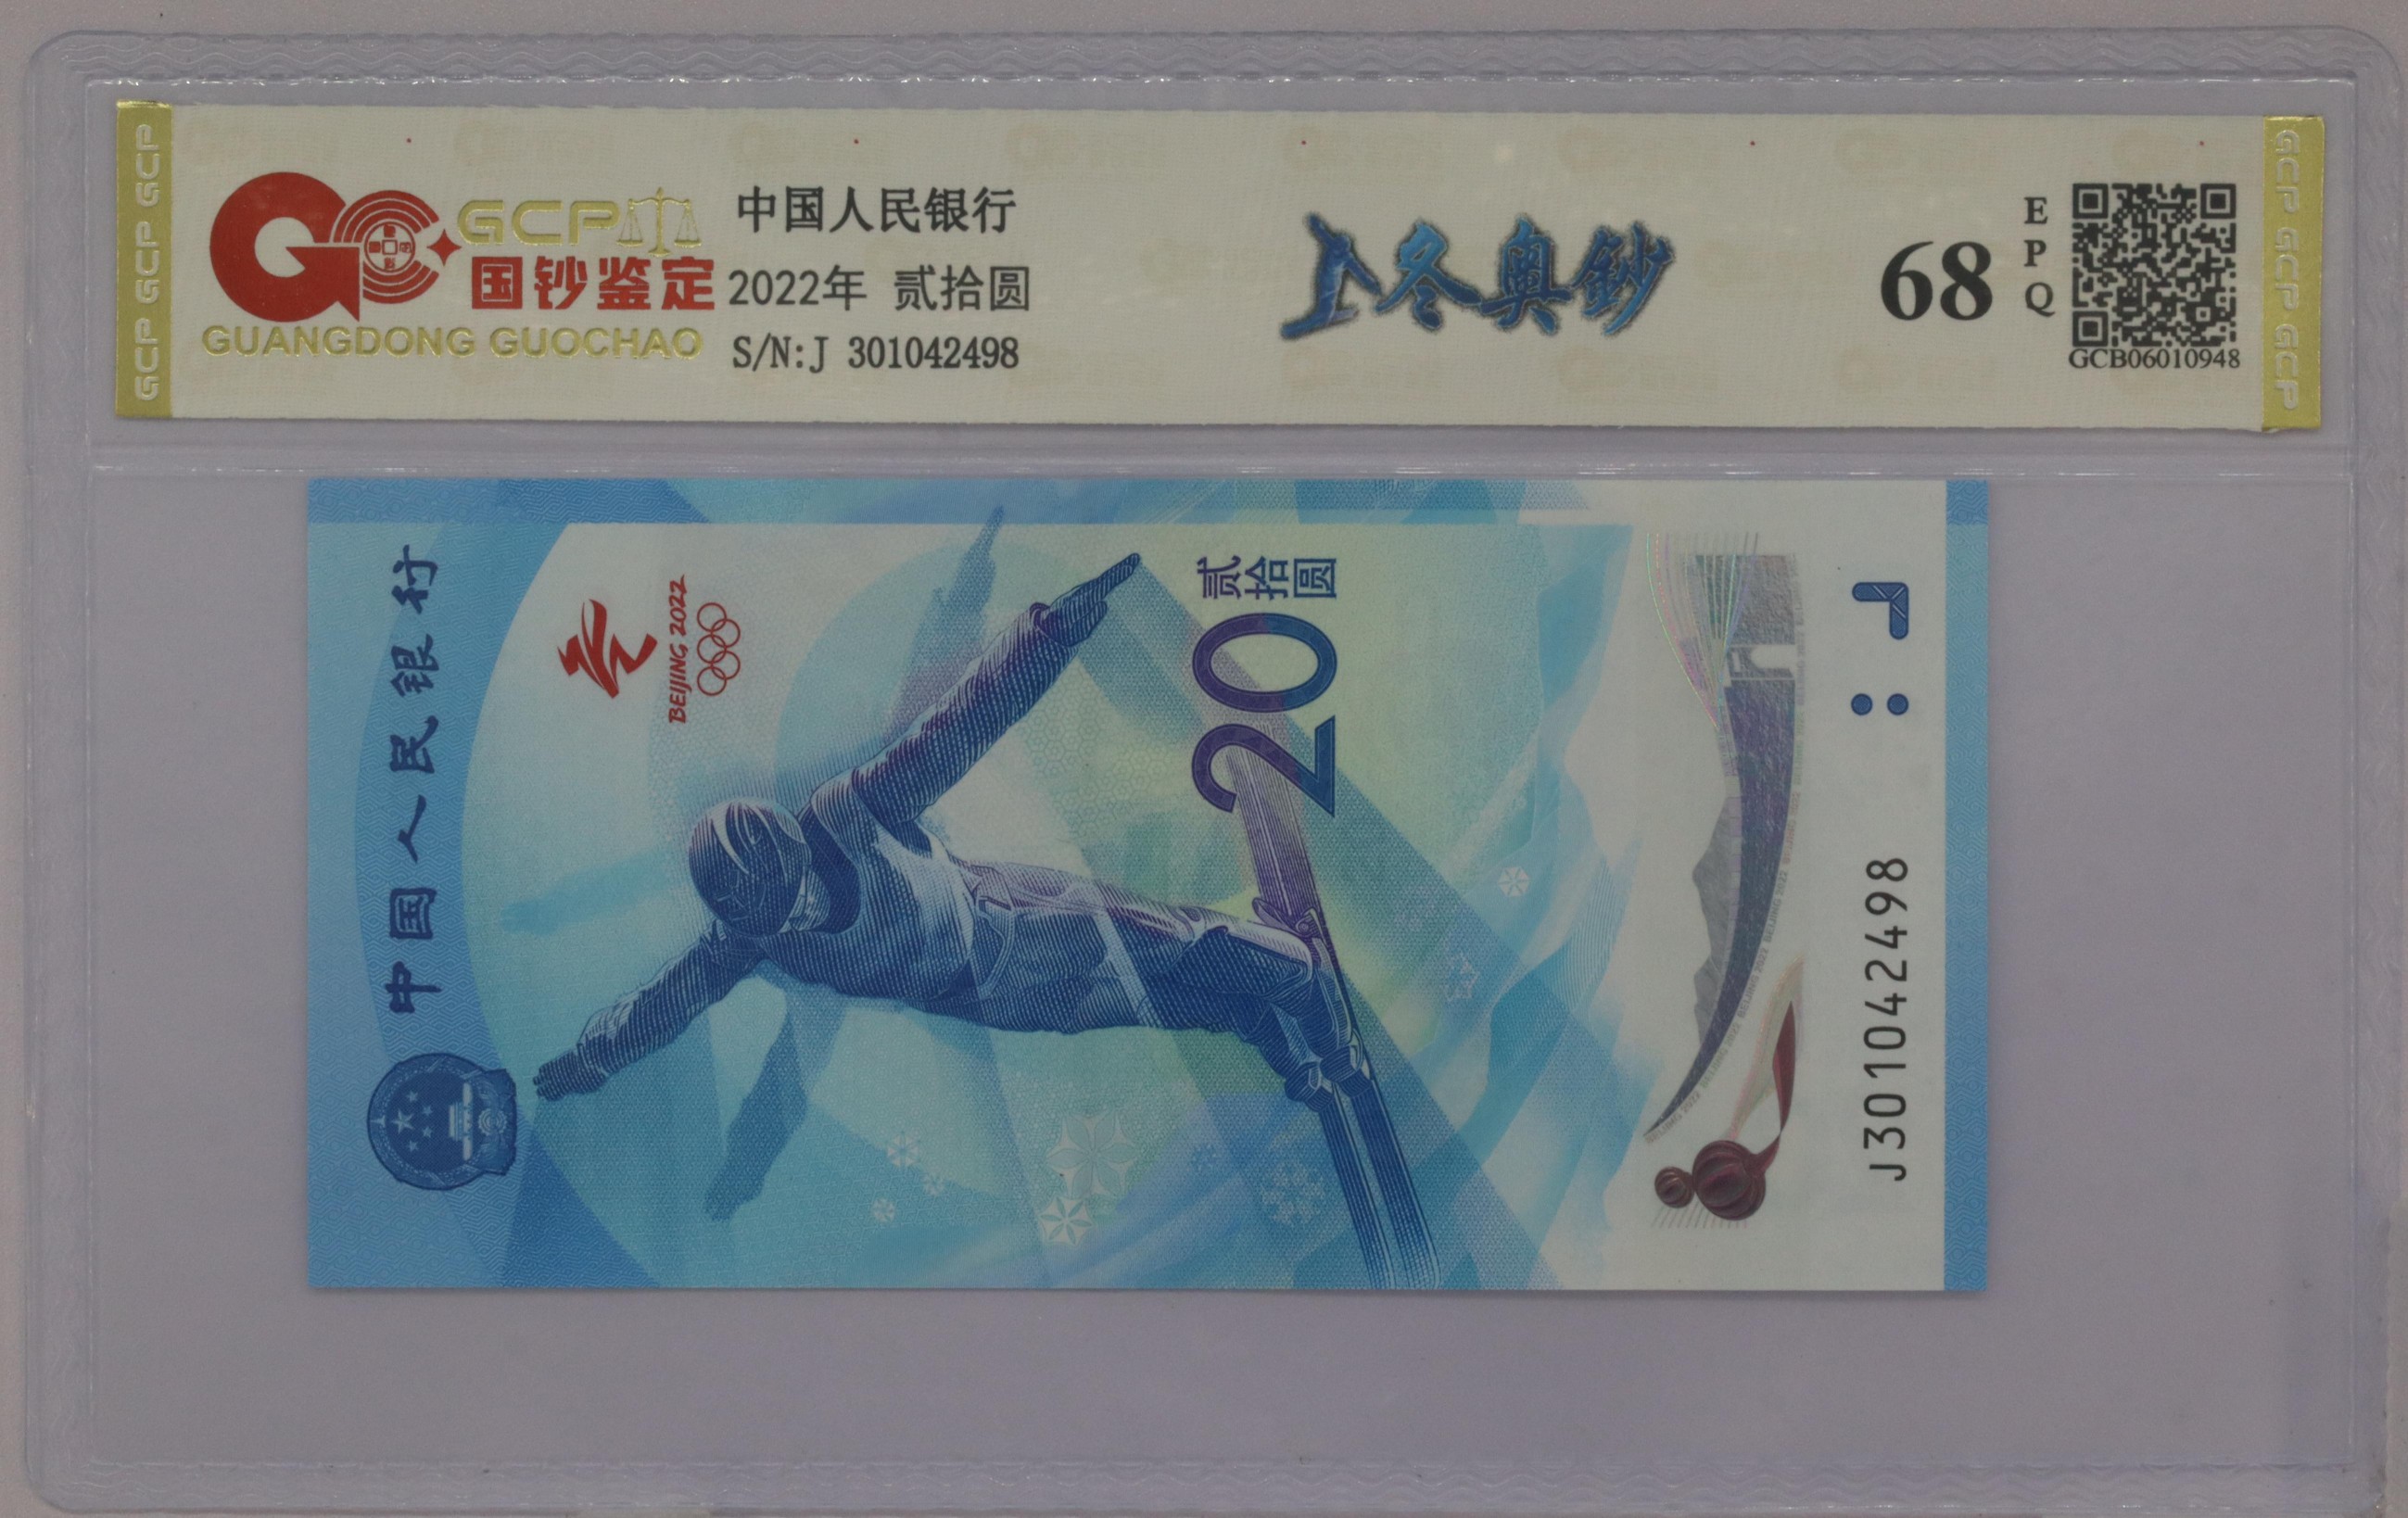 GCP GCP GCP
GCP
国钞鉴定
GUANGDONG GUOCHAO
中国人民银行
2022年 贰拾圆
S/N:J 301042498
冬奥鈔
68
EPQ
GCB06010948
GCP GCP GCP
中国人民银行
BEIJING 2022
贰拾圆
20
J301042498